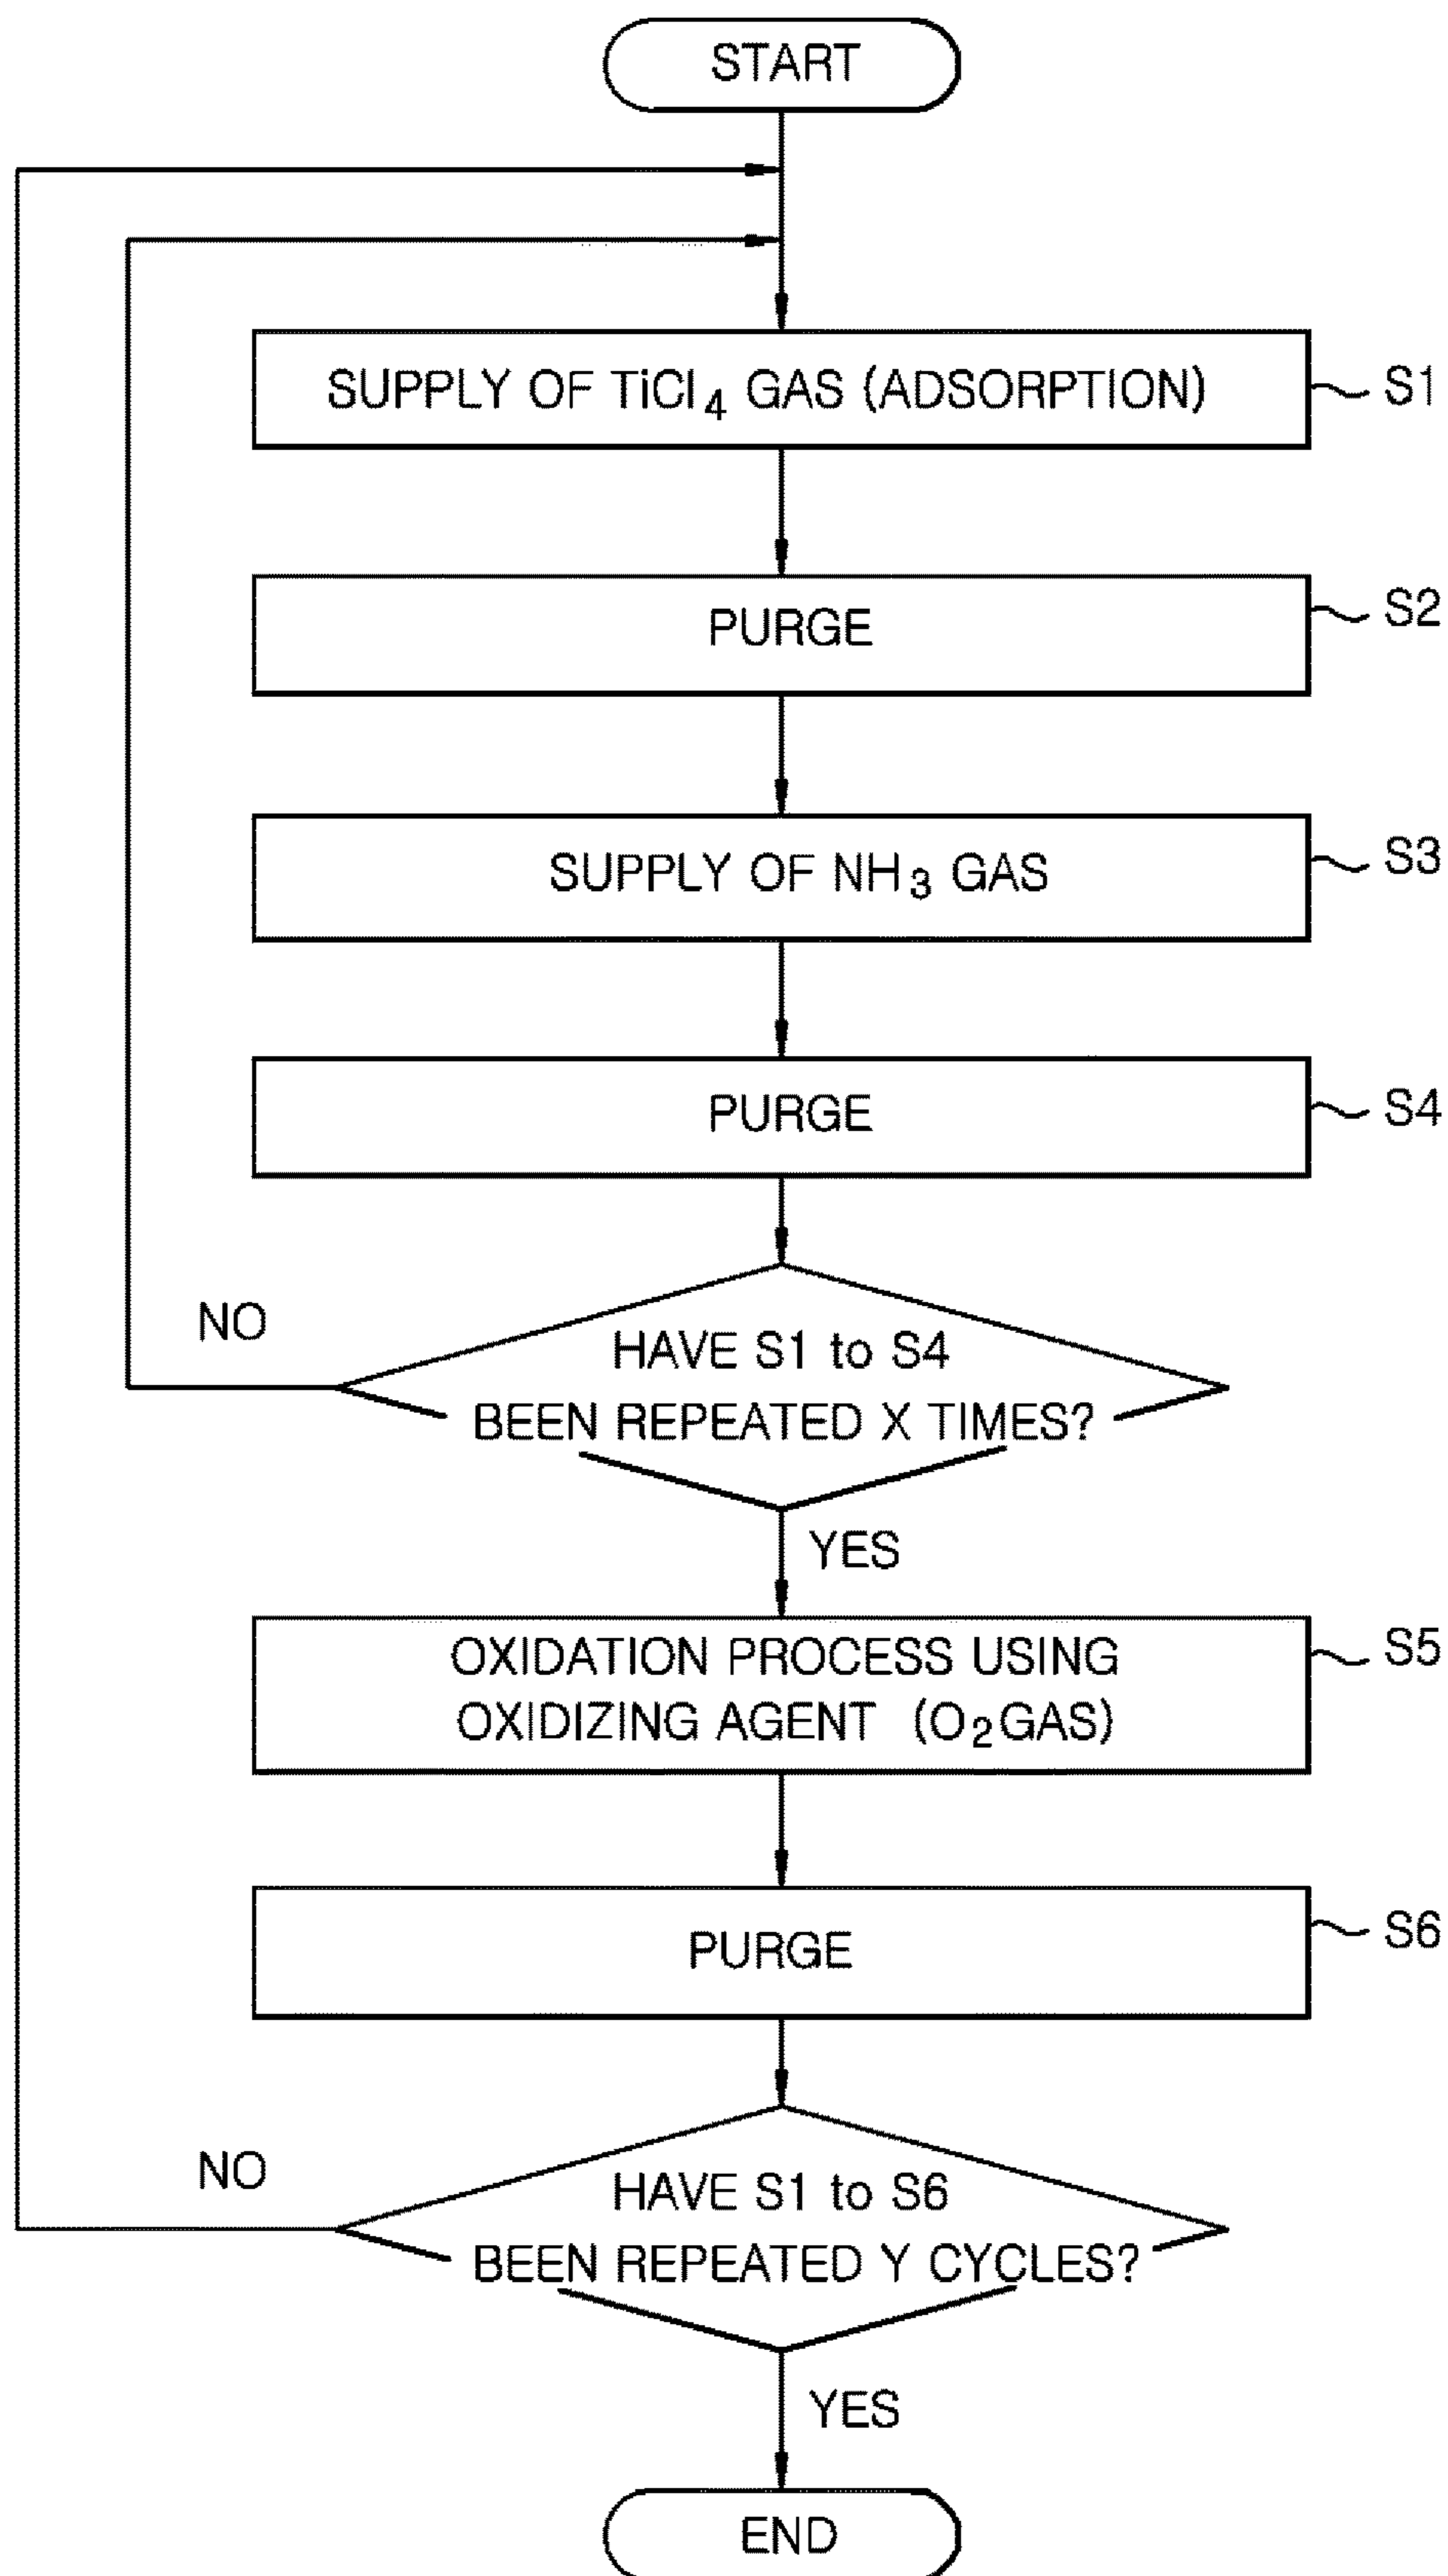 START
SUPPLY OF TiCl4 GAS (ADSORPTION)
S1
PURGE
S2
SUPPLY OF NH3 GAS
S3
PURGE
S4
NO
HAVE S1 to S4
BEEN REPEATED X TIMES?
YES
OXIDATION PROCESS USING
OXIDIZING AGENT (O2GAS)
S5
PURGE
S6
NO
HAVE S1 to S6
BEEN REPEATED Y CYCLES?
YES
END